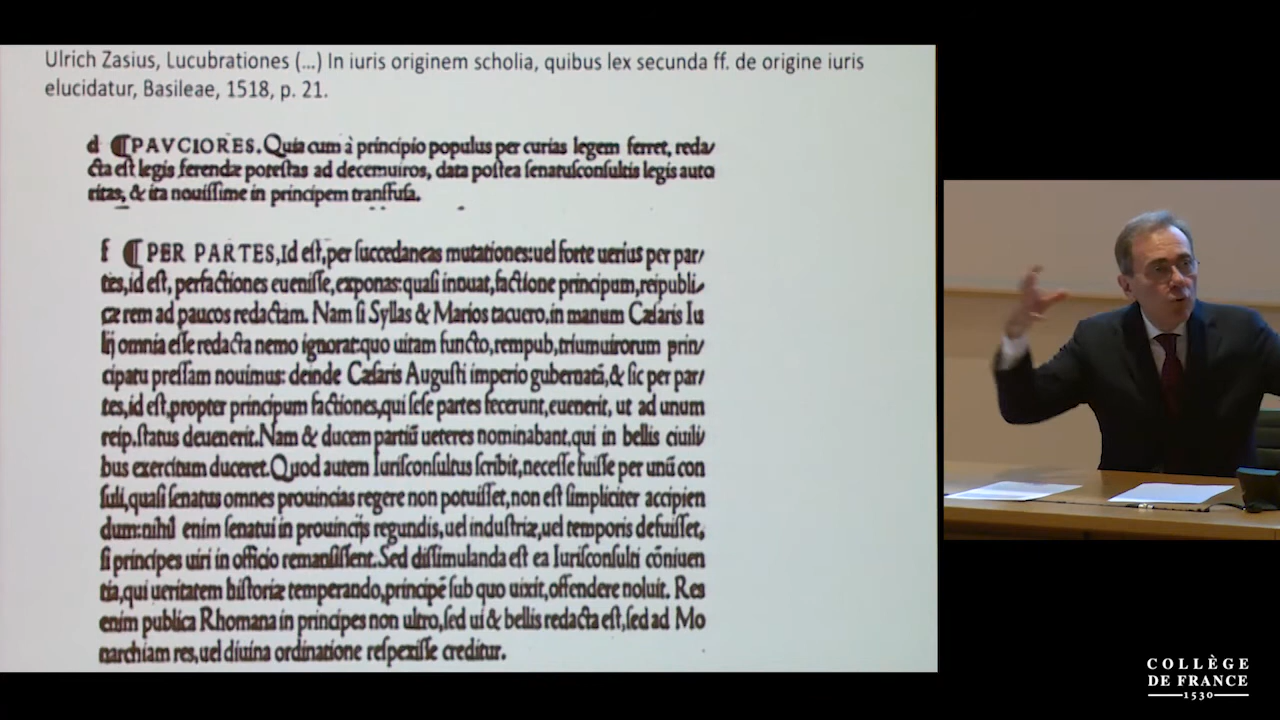 Ulrich Zasius, Lucubrationes (...) In iuris originem scholia, quibus lex secunda ff. de origine iuris
elucidatur, Basileae, 1518, p. 21.
d ¶PAVCIORES. Quia cum à principio populus per curias legem ferret, reda/
cta est legis ferendæ potestas ad decemuiros, data postea senatusconsultis legis auto
ritas, & ita nouissime in principem transfusa.
f ¶PER PARTES, Id est, per succedaneas mutationes: uel forte uerius per par/
tes, id est, perfactiones euenisse, exponas: quasi inquat, factione principum, reipubli/
cæ rem ad paucos redactam. Nam si Syllas & Marios tacuero, in manum Cæsaris Iu
lij omnia esse redacta nemo ignorat: quo uitam functo, rempub, triumuirorum prin/
cipatu pressam nouimus: deinde Cæsaris Augusti imperio gubernatā, & sic per par/
tes, id est, propter principum factiones, qui sese partes fecerunt, euenerit, ut ad unum
reip. status deuenerit. Nam & ducem partiū ueteres nominabant, qui in bellis ciuili/
bus exercitum duceret. Quod autem Iurisconsultus scribit, necesse fuisse per unū con
suli, quasi senatus omnes prouincias regere non potuisset, non est simpliciter accipien
dum: nihil enim senatui in prouincijs regundis, uel industriæ, uel temporis defuisset,
si principes uiri in officio remansissent. Sed dissimulanda est ea Iurisconsulti cōniuen
tia, qui ueritatem historiæ temperando, principē sub quo uixit, offendere noluit. Res
enim publica Rhomana in principes non ultro, sed ui & bellis redacta est, sed ad Mo
narchiam res, uel diuina ordinatione respexisse creditur.
COLLÈGE
DE FRANCE
1530